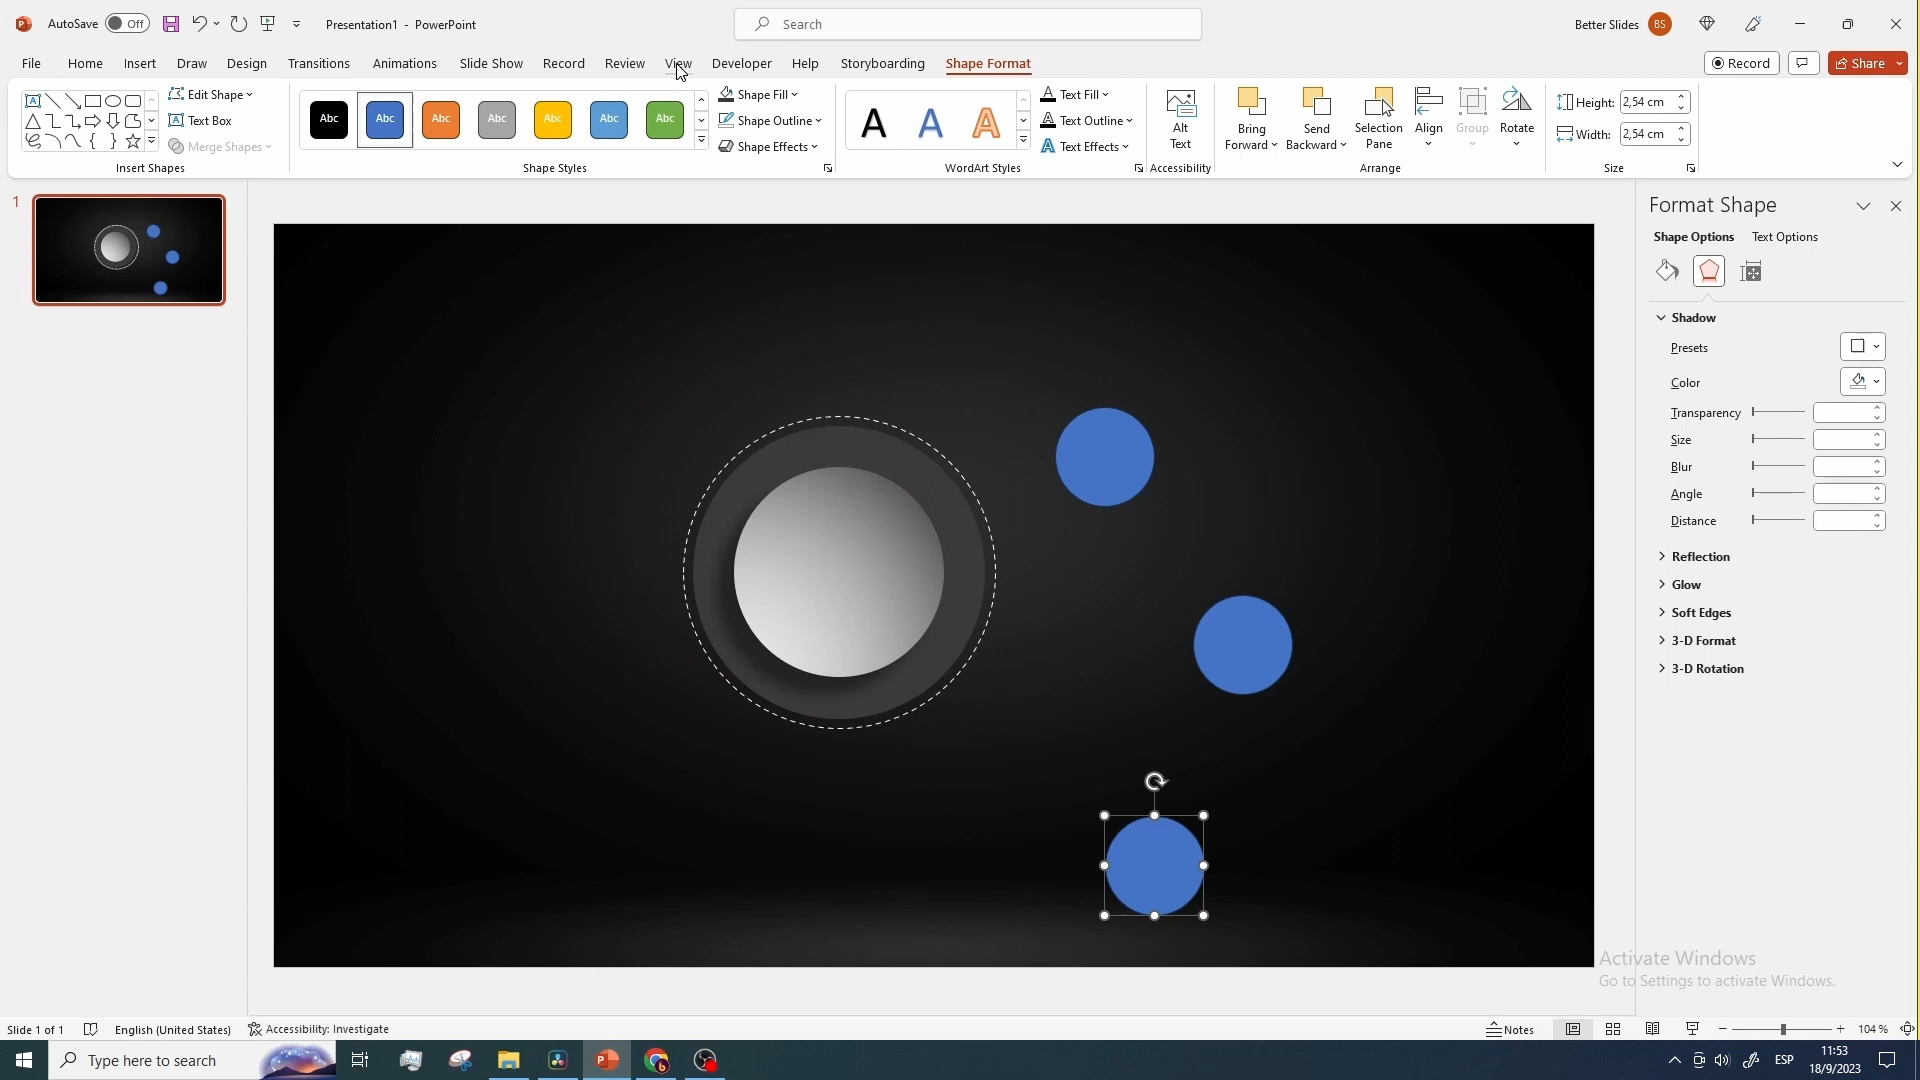 AutoSave Off Presentation1 - PowerPoint Search Better Slides BS
File Home Insert Draw Design Transitions Animations Slide Show Record Review View Developer Help Storyboarding Shape Format Record Share
Edit Shape
Text Box
Merge Shapes
Insert Shapes
Abc Abc Abc Abc Abc Abc Abc
Shape Fill
Shape Outline
Shape Effects
Shape Styles
A A A
Text Fill
Text Outline
Text Effects
WordArt Styles
Alt
Text
Accessibility
Bring
Forward
Send
Backward
Selection
Pane
Align
Group
Rotate
Arrange
Height: 2,54 cm
Width: 2,54 cm
Size
1
Format Shape
Shape Options Text Options
Shadow
Presets
Color
Transparency
Size
Blur
Angle
Distance
Reflection
Glow
Soft Edges
3-D Format
3-D Rotation
Activate Windows
Go to Settings to activate Windows.
Slide 1 of 1 English (United States) Accessibility: Investigate Notes 104 %
Type here to search ESP 11:53
18/9/2023